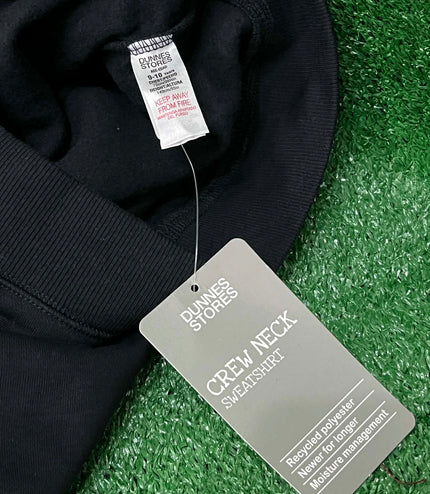 DUNNES
STORES
9-10 years
KEEP AWAY
FROM FIRE
DUNNES
STORES
CREW NECK
SWEATSHIRT
Recycled polyester
Newer for longer
Moisture management